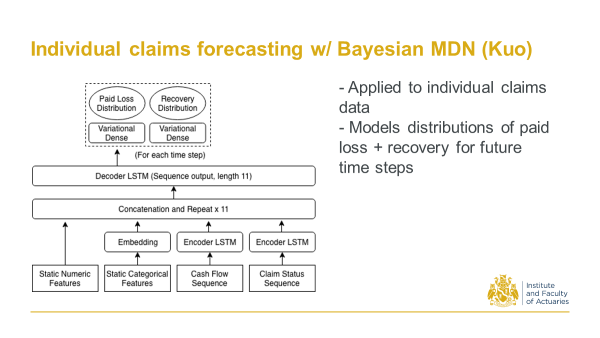 Individual claims forecasting w/ Bayesian MDN (Kuo)
Paid Loss
Distribution
Recovery
Distribution
Variational
Dense
Variational
Dense
(For each time step)
Decoder LSTM (Sequence output, length 11)
Concatenation and Repeat x 11
Embedding
Encoder LSTM
Encoder LSTM
Static Numeric
Features
Static Categorical
Features
Cash Flow
Sequence
Claim Status
Sequence
- Applied to individual claims
data
- Models distributions of paid
loss + recovery for future
time steps
Institute
and Faculty
of Actuaries